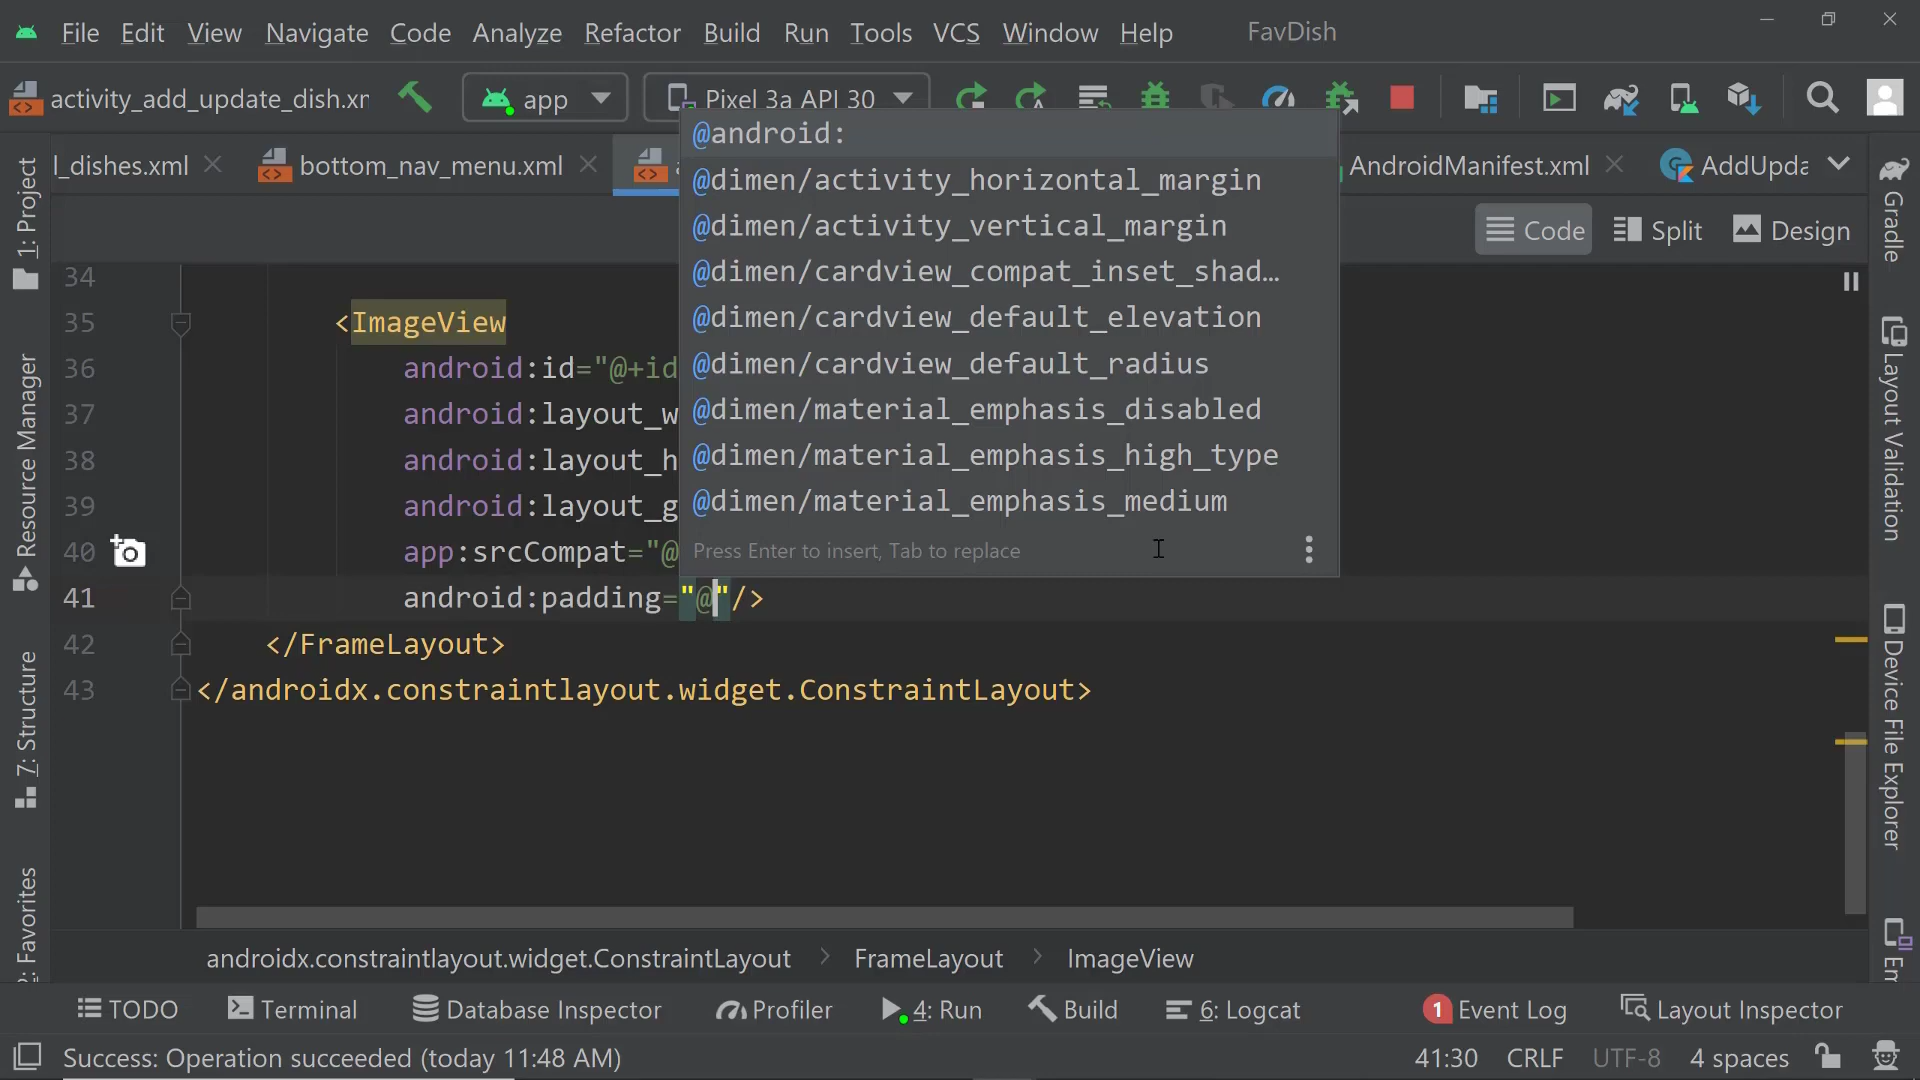 File Edit View Navigate Code Analyze Refactor Build Run Tools VCS Window Help FavDish
activity_add_update_dish.xr app Pixel 3a API 30
l_dishes.xml bottom_nav_menu.xml AndroidManifest.xml AddUpda
Code Split Design
1: Project
Resource Manager
7: Structure
Favorites
34
35 <ImageView
36 android:id="@+id
37 android:layout_w
38 android:layout_h
39 android:layout_g
40 app:srcCompat="@
41 android:padding="@"/>
42 </FrameLayout>
43 </androidx.constraintlayout.widget.ConstraintLayout>
@android:
@dimen/activity_horizontal_margin
@dimen/activity_vertical_margin
@dimen/cardview_compat_inset_shad…
@dimen/cardview_default_elevation
@dimen/cardview_default_radius
@dimen/material_emphasis_disabled
@dimen/material_emphasis_high_type
@dimen/material_emphasis_medium
Press Enter to insert, Tab to replace
Gradle
Layout Validation
Device File Explorer
Em
androidx.constraintlayout.widget.ConstraintLayout FrameLayout ImageView
TODO Terminal Database Inspector Profiler 4: Run Build 6: Logcat 1 Event Log Layout Inspector
Success: Operation succeeded (today 11:48 AM) 41:30 CRLF UTF-8 4 spaces